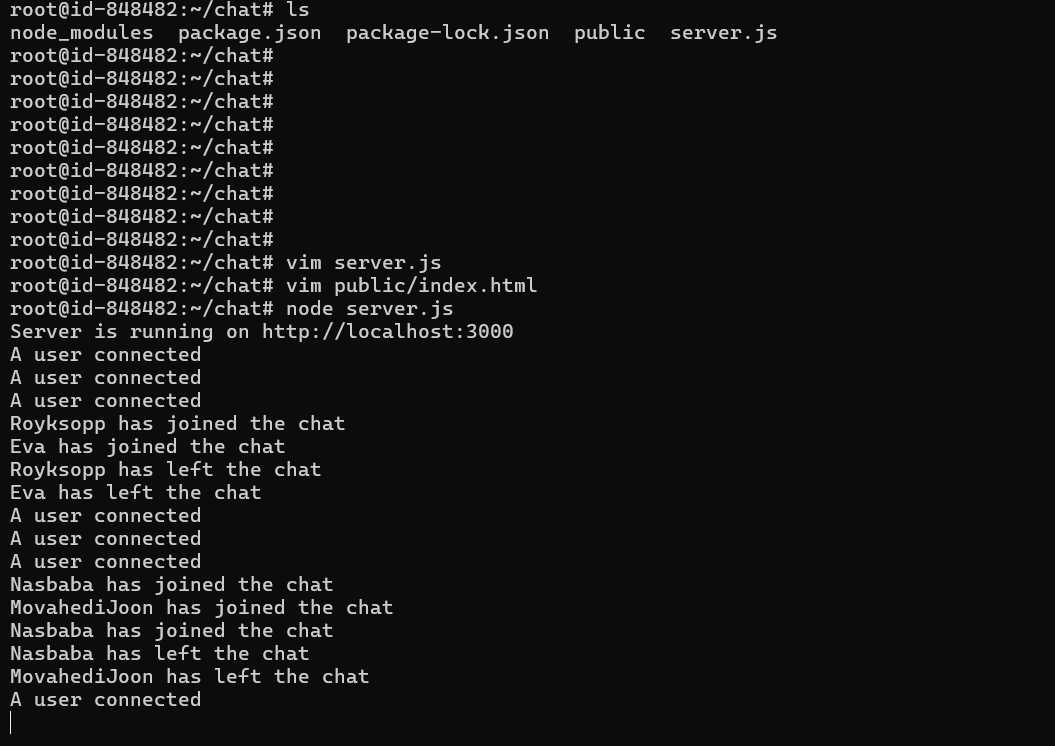 root@id-848482:~/chat# ls
node_modules  package.json  package-lock.json  public  server.js
root@id-848482:~/chat#
root@id-848482:~/chat#
root@id-848482:~/chat#
root@id-848482:~/chat#
root@id-848482:~/chat#
root@id-848482:~/chat#
root@id-848482:~/chat#
root@id-848482:~/chat#
root@id-848482:~/chat#
root@id-848482:~/chat# vim server.js
root@id-848482:~/chat# vim public/index.html
root@id-848482:~/chat# node server.js
Server is running on http://localhost:3000
A user connected
A user connected
A user connected
Royksopp has joined the chat
Eva has joined the chat
Royksopp has left the chat
Eva has left the chat
A user connected
A user connected
A user connected
Nasbaba has joined the chat
MovahediJoon has joined the chat
Nasbaba has joined the chat
Nasbaba has left the chat
MovahediJoon has left the chat
A user connected